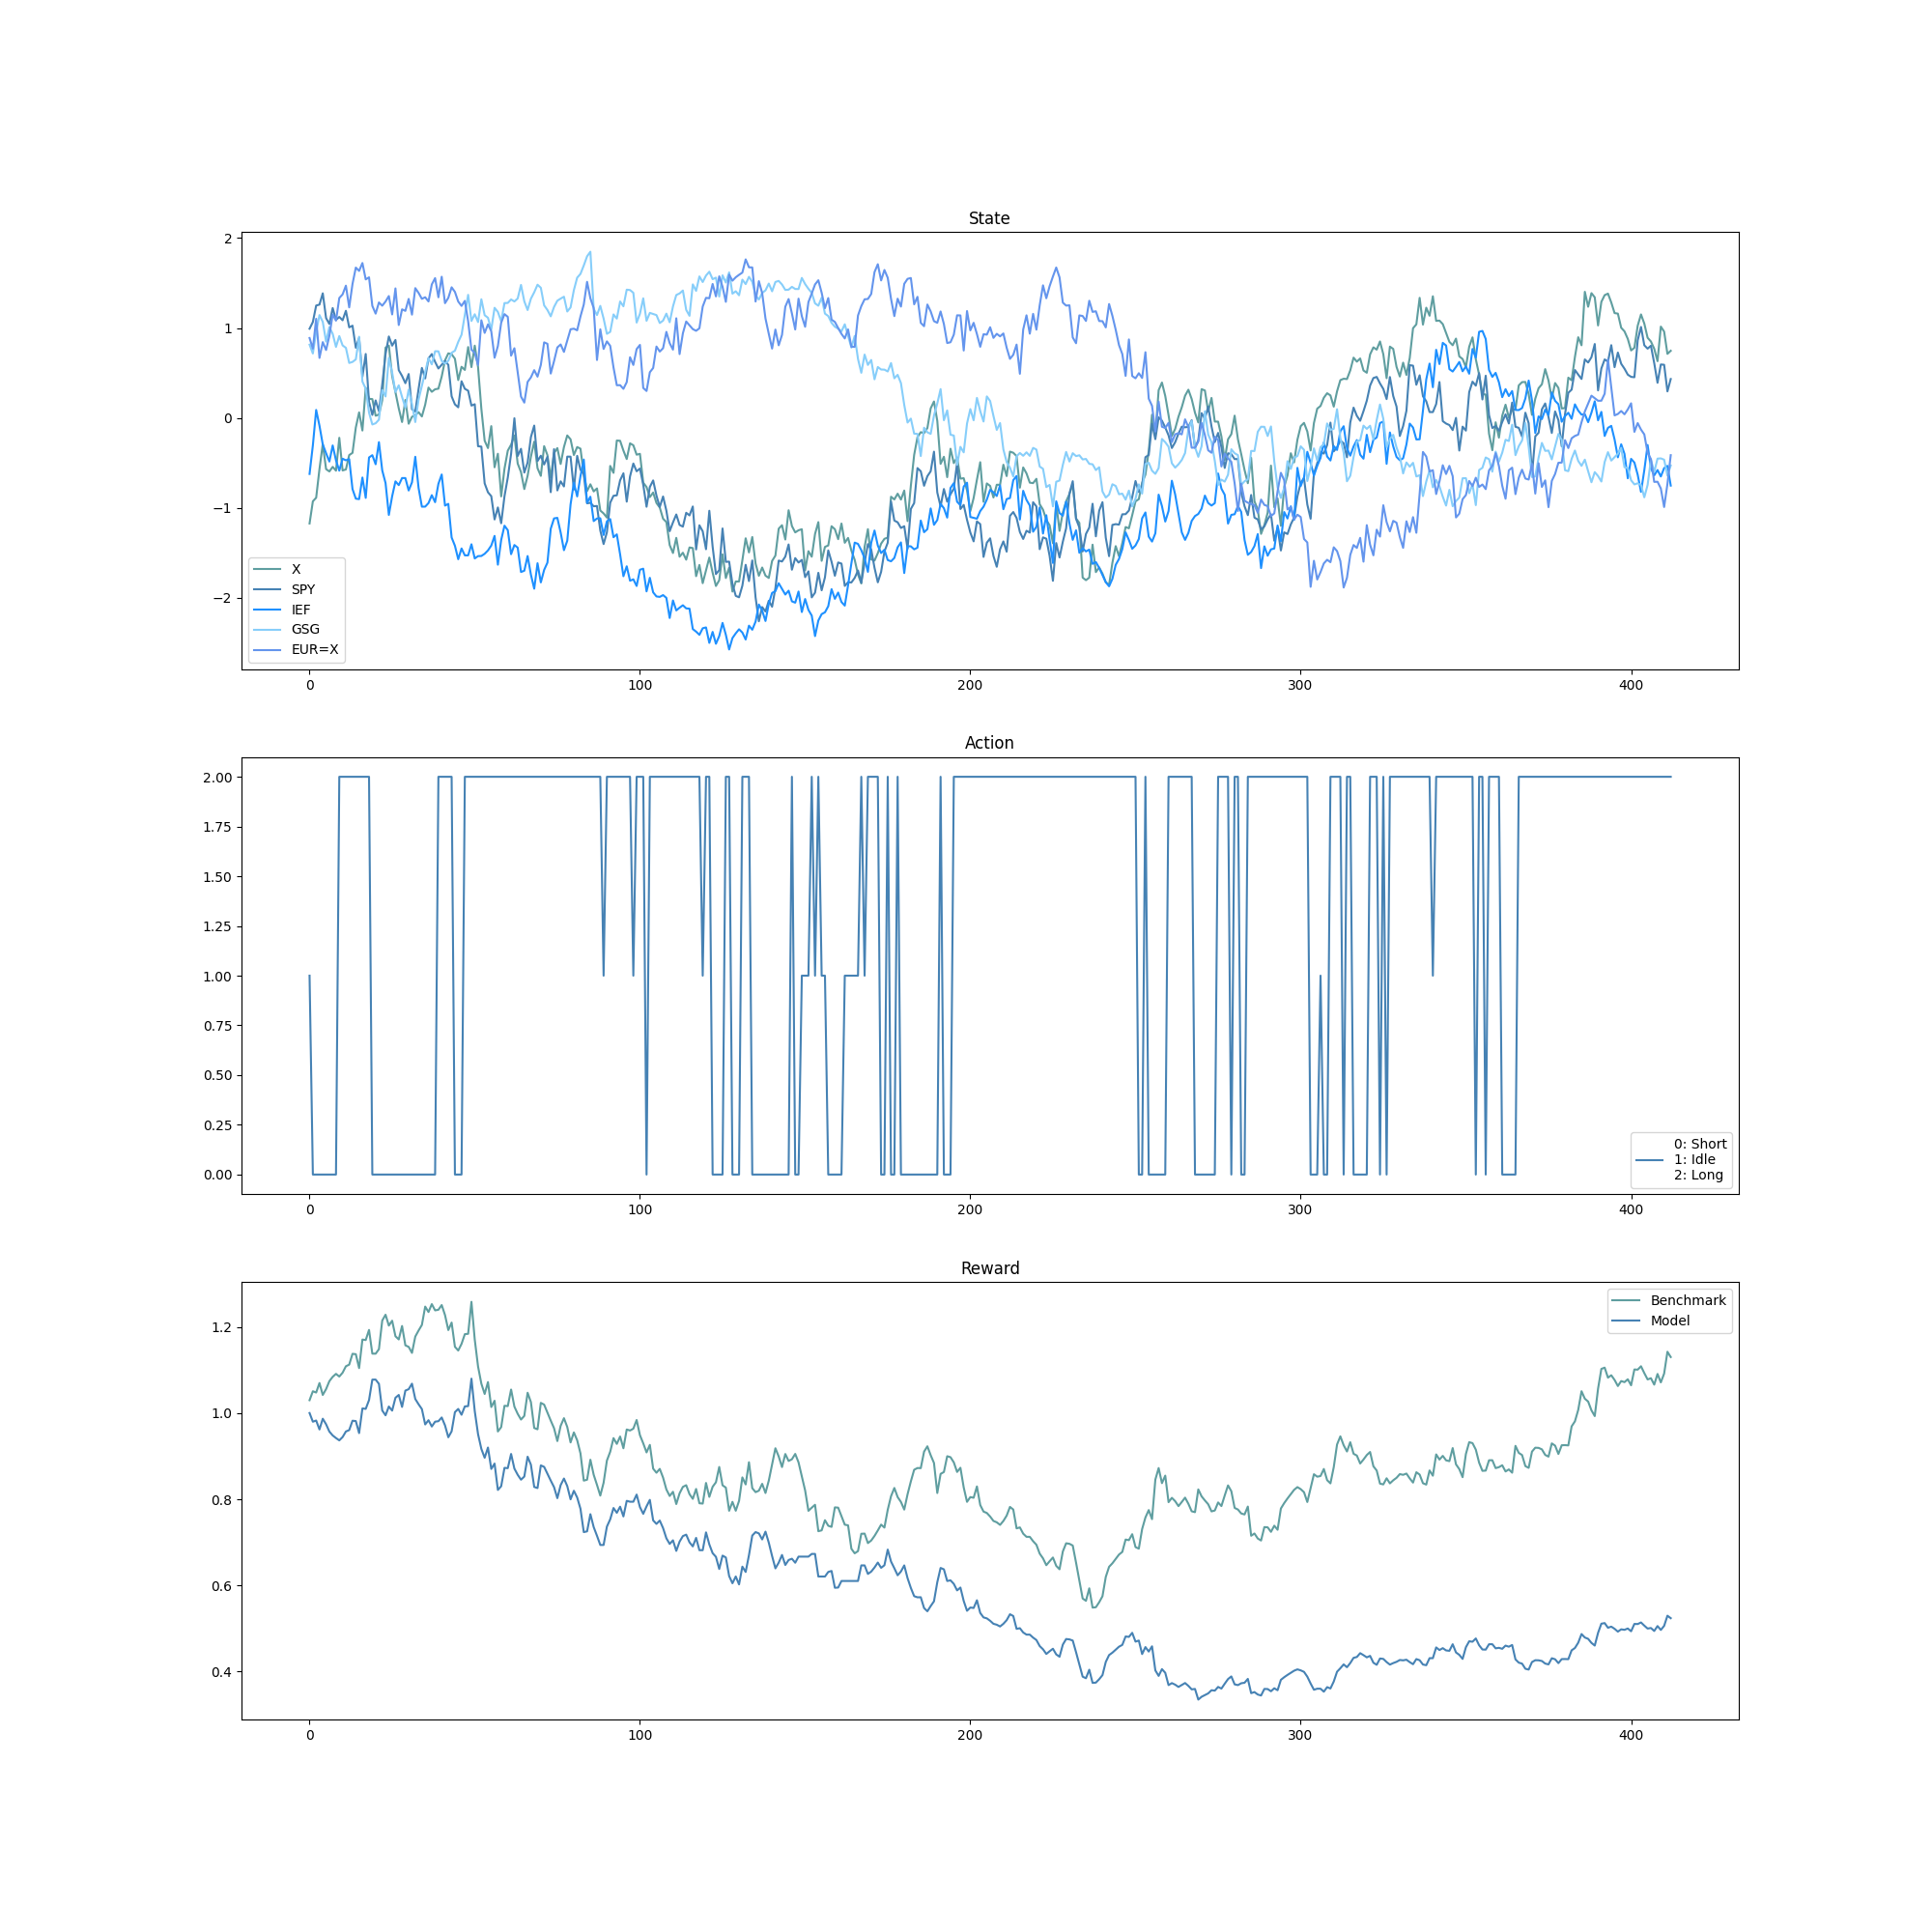 State
2
1
0
−1
−2
X
SPY
IEF
GSG
EUR=X
0 100 200 300 400
Action
2.00
1.75
1.50
1.25
1.00
0.75
0.50
0.25
0.00
0: Short
1: Idle
2: Long
0 100 200 300 400
Reward
Benchmark
Model
1.2
1.0
0.8
0.6
0.4
0 100 200 300 400